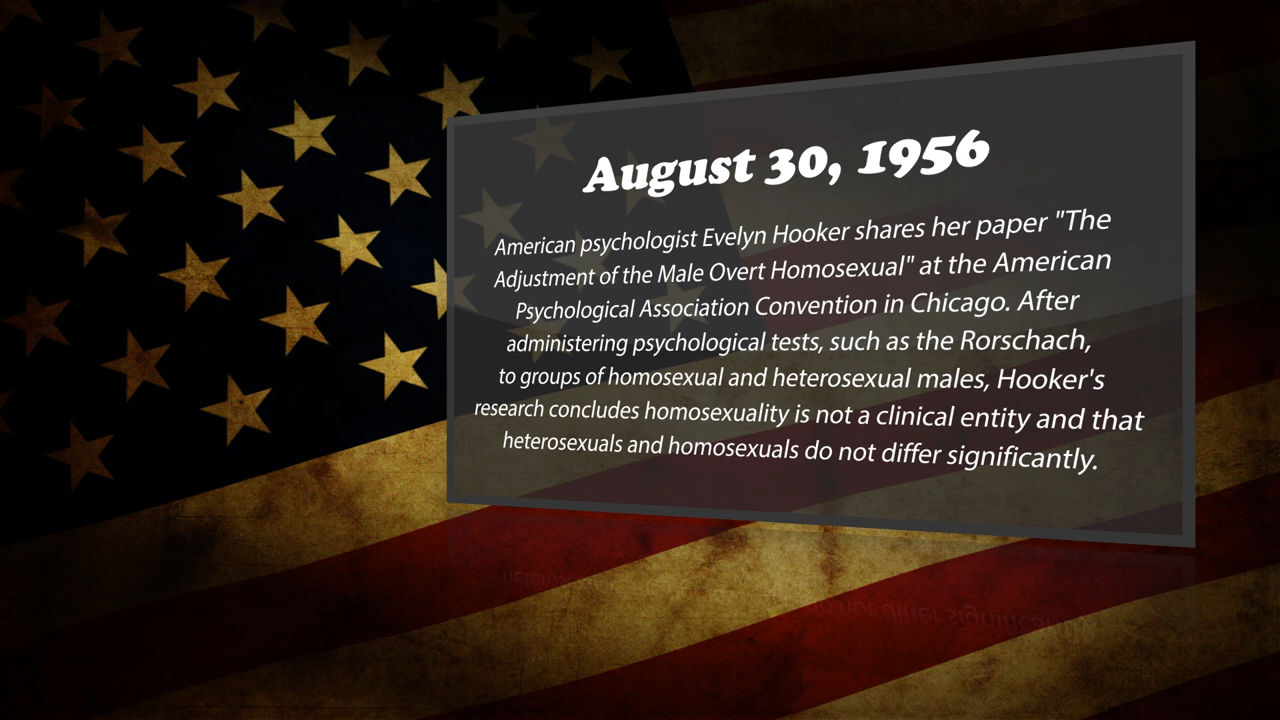 August 30, 1956
American psychologist Evelyn Hooker shares her paper "The
Adjustment of the Male Overt Homosexual" at the American
Psychological Association Convention in Chicago. After
administering psychological tests, such as the Rorschach,
to groups of homosexual and heterosexual males, Hooker's
research concludes homosexuality is not a clinical entity and that
heterosexuals and homosexuals do not differ significantly.